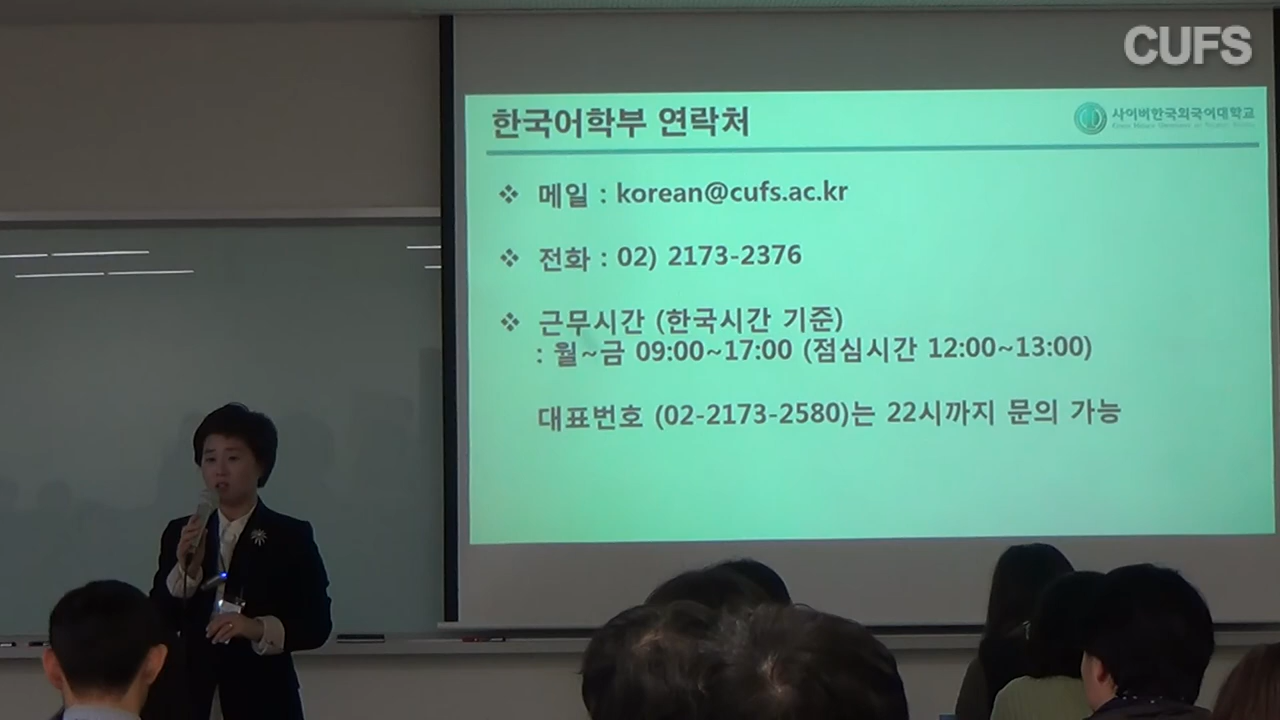 CUFS
한국어학부 연락처
사이버한국외국어대학교
❖ 메일 : korean@cufs.ac.kr
❖ 전화 : 02) 2173-2376
❖ 근무시간 (한국시간 기준)
: 월~금 09:00~17:00 (점심시간 12:00~13:00)
대표번호 (02-2173-2580)는 22시까지 문의 가능